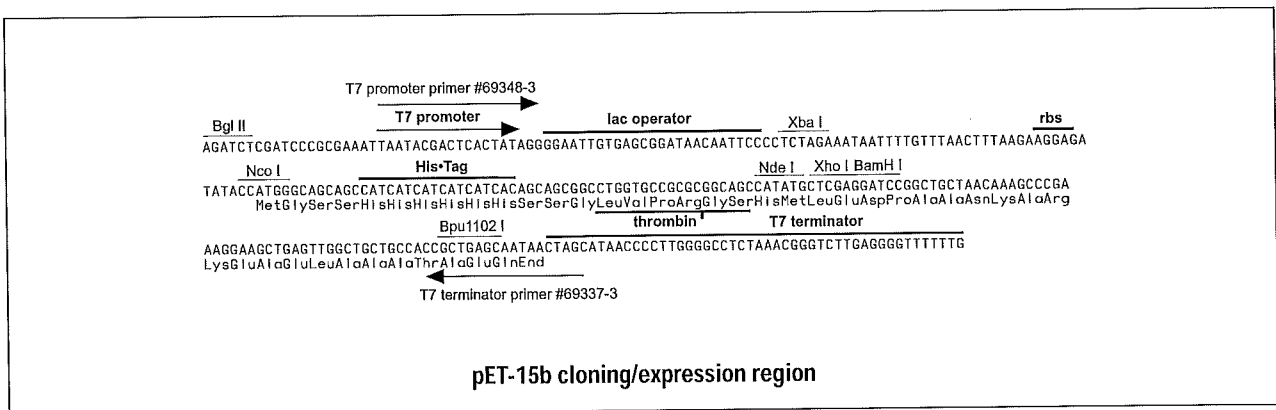 T7 promoter primer #69348-3
Bgl II T7 promoter lac operator Xba I rbs
AGATCTCGATCCCGCGAAATTAATACGACTCACTATAGGGGAATTGTGAGCGGATAACAATTCCCCTCTAGAAATAATTTTGTTTAACTTTAAGAAGGAGA
Nco I His•Tag Nde I Xho I BamH I
TATACCATGGGCAGCAGCCATCATCATCATCATCACAGCAGCGGCCTGGTGCCGCGCGGCAGCCATATGCTCGAGGATCCGGCTGCTAACAAAGCCCGA
MetGlySerSerHisHisHisHisHisHisSerSerGlyLeuValProArgGlySerHisMetLeuGluAspProAlaAlaAsnLysAlaArg
Bpu1102 I thrombin T7 terminator
AAGGAAGCTGAGTTGGCTGCTGCCACCGCTGAGCAATAACTAGCATAACCCCTTGGGGCCTCTAAACGGGTCTTGAGGGGTTTTTTG
LysGluAlaGluLeuAlaAlaAlaThrAlaGluGlnEnd
T7 terminator primer #69337-3
pET-15b cloning/expression region